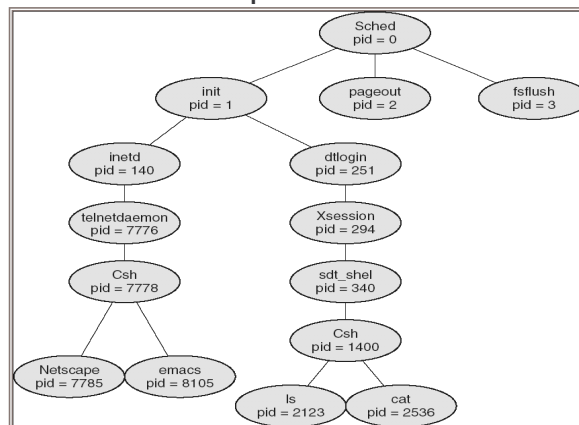 Sched
pid = 0
init
pid = 1
pageout
pid = 2
fsflush
pid = 3
inetd
pid = 140
dtlogin
pid = 251
telnetdaemon
pid = 7776
Xsession
pid = 294
Csh
pid = 7778
sdt_shel
pid = 340
Csh
pid = 1400
Netscape
pid = 7785
emacs
pid = 8105
ls
pid = 2123
cat
pid = 2536